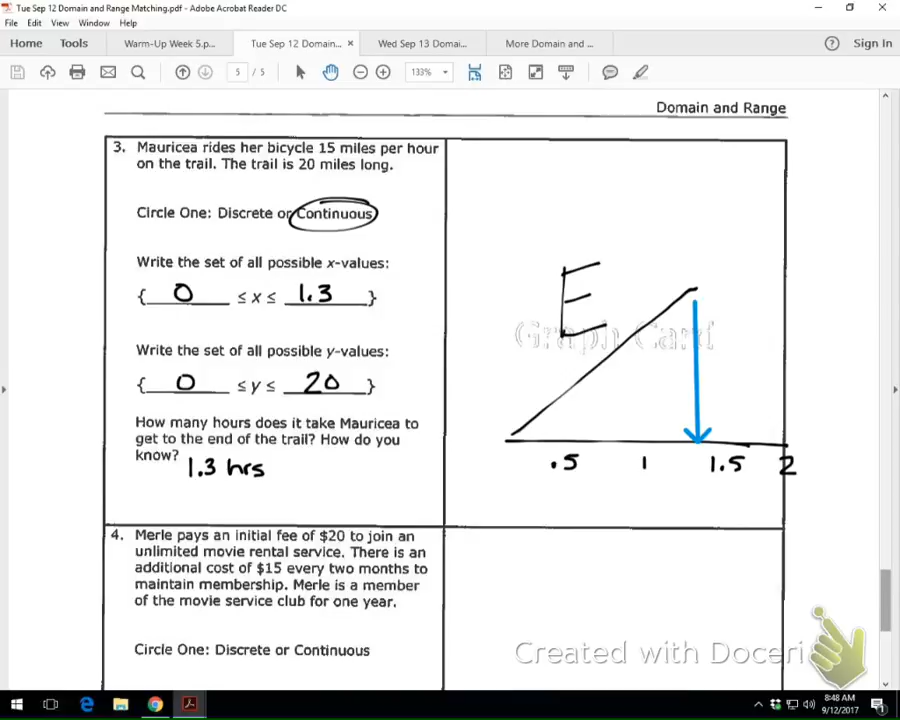 Tue Sep 12 Domain and Range Matching.pdf - Adobe Acrobat Reader DC
File Edit View Window Help
Home Tools Warm-Up Week 5.p... Tue Sep 12 Domain... × Wed Sep 13 Domai... More Domain and ... Sign In
5 / 5 133%
Domain and Range
3. Mauricea rides her bicycle 15 miles per hour
on the trail. The trail is 20 miles long.
Circle One: Discrete or Continuous
Write the set of all possible x-values:
{ 0 ≤ x ≤ 1.3 }
Write the set of all possible y-values:
{ 0 ≤ y ≤ 20 }
How many hours does it take Mauricea to
get to the end of the trail? How do you
know? 1.3 hrs
E
Graph Card
.5 1 1.5 2
4. Merle pays an initial fee of $20 to join an
unlimited movie rental service. There is an
additional cost of $15 every two months to
maintain membership. Merle is a member
of the movie service club for one year.
Circle One: Discrete or Continuous
Created with Doceri
8:48 AM
9/12/2017